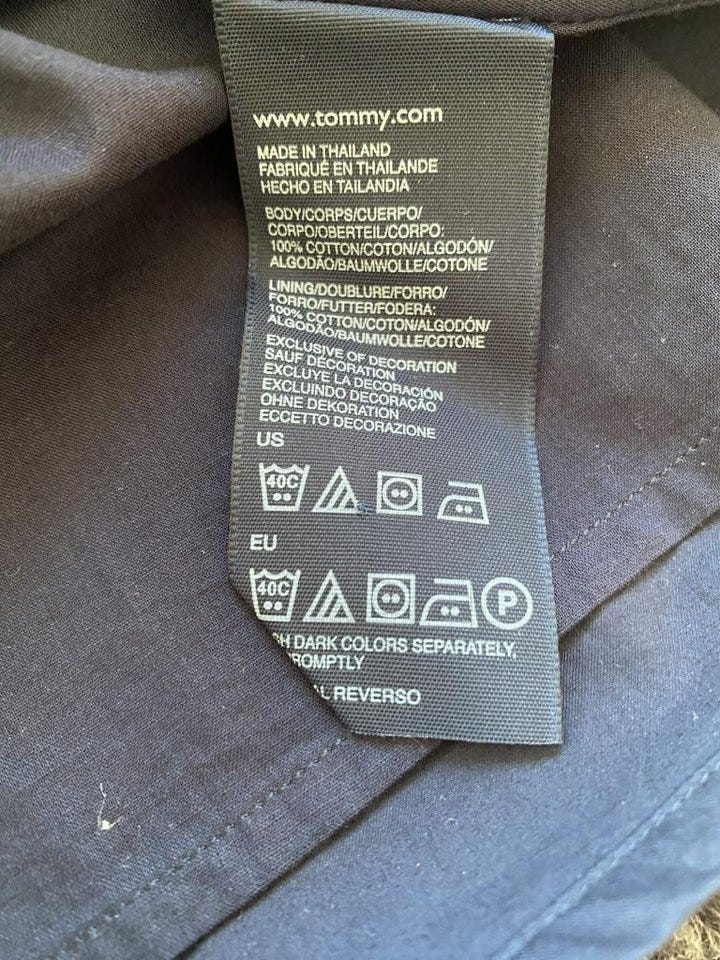 www.tommy.com
MADE IN THAILAND
FABRIQUÉ EN THAILANDE
HECHO EN TAILANDIA
BODY/CORPS/CUERPO/
CORPO/OBERTEIL/CORPO:
100% COTTON/COTON/ALGODÓN/
ALGODÃO/BAUMWOLLE/COTONE
LINING/DOUBLURE/FORRO/
FORRO/FUTTER/FODERA:
100% COTTON/COTON/ALGODÓN/
ALGODÃO/BAUMWOLLE/COTONE
EXCLUSIVE OF DECORATION
SAUF DÉCORATION
EXCLUYE LA DECORACIÓN
EXCLUINDO DECORAÇÃO
OHNE DEKORATION
ECCETTO DECORAZIONE
US
40C
EU
40C P
DARK COLORS SEPARATELY,
REVERSO